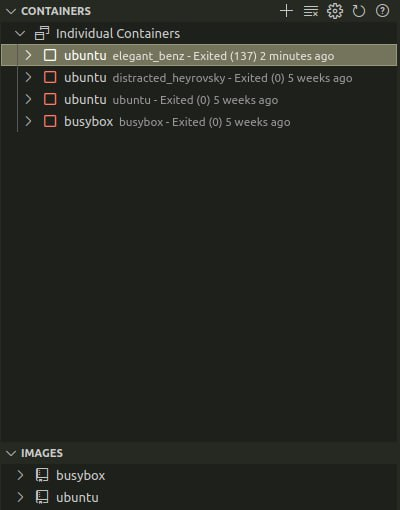 CONTAINERS
Individual Containers
ubuntu elegant_benz - Exited (137) 2 minutes ago
ubuntu distracted_heyrovsky - Exited (0) 5 weeks ago
ubuntu ubuntu - Exited (0) 5 weeks ago
busybox busybox - Exited (0) 5 weeks ago
IMAGES
busybox
ubuntu